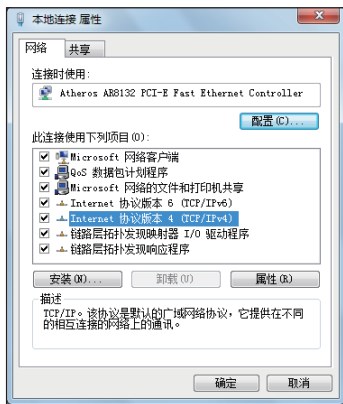 本地连接 属性
网络 共享
连接时使用:
Atheros AR8132 PCI-E Fast Ethernet Controller
配置(C)...
此连接使用下列项目(O):
Microsoft 网络客户端
QoS 数据包计划程序
Microsoft 网络的文件和打印机共享
Internet 协议版本 6 (TCP/IPv6)
Internet 协议版本 4 (TCP/IPv4)
链路层拓扑发现映射器 I/O 驱动程序
链路层拓扑发现响应程序
安装(N)... 卸载(U) 属性(R)
描述
TCP/IP。该协议是默认的广域网络协议，它提供在不同
的相互连接的网络上的通讯。
确定 取消